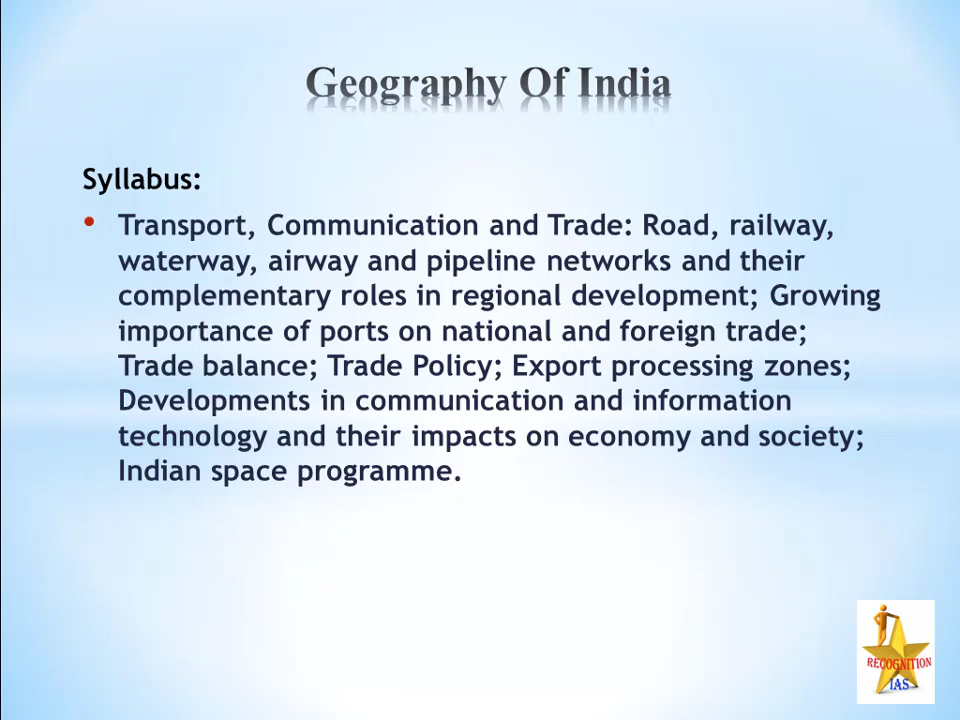 Geography Of India
Syllabus:
• Transport, Communication and Trade: Road, railway,
waterway, airway and pipeline networks and their
complementary roles in regional development; Growing
importance of ports on national and foreign trade;
Trade balance; Trade Policy; Export processing zones;
Developments in communication and information
technology and their impacts on economy and society;
Indian space programme.
RECOGNITION
IAS